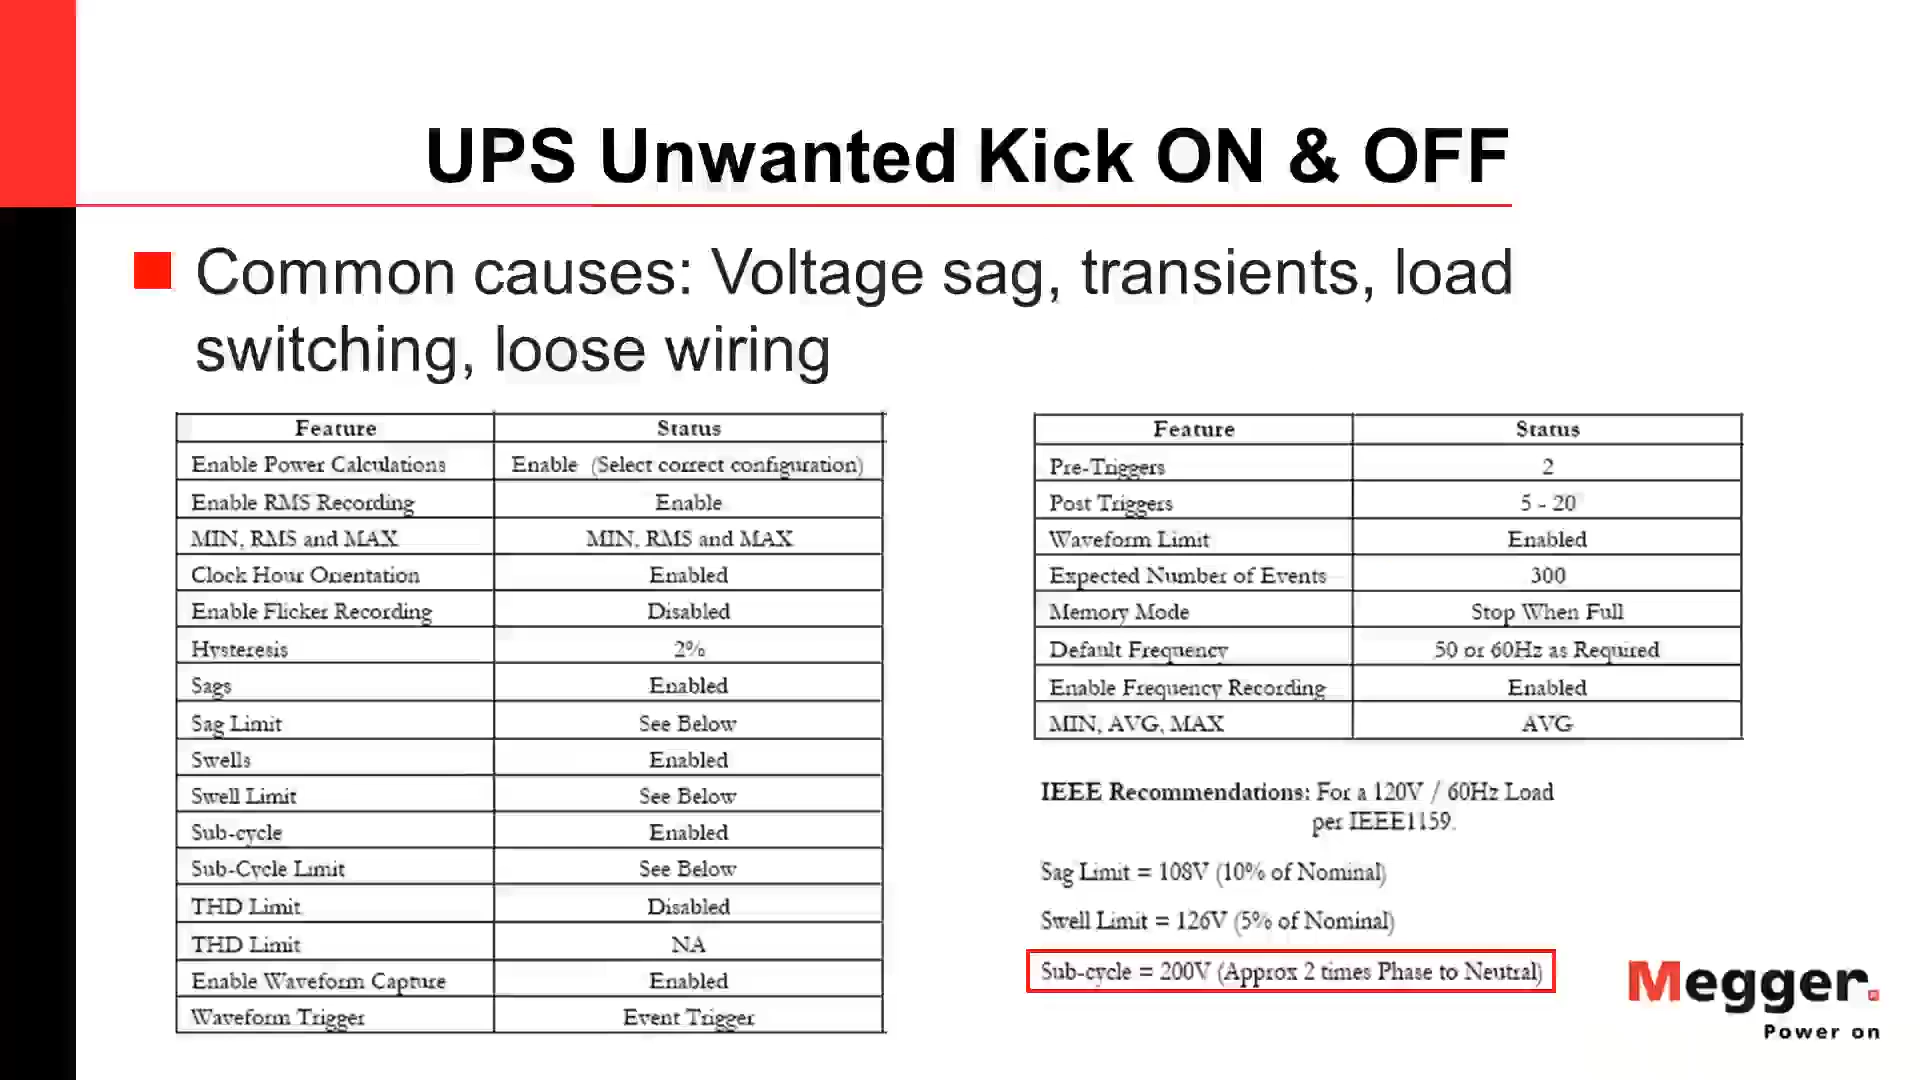 UPS Unwanted Kick ON & OFF
Common causes: Voltage sag, transients, load
switching, loose wiring
Feature Status
Enable Power Calculations Enable (Select correct configuration)
Enable RMS Recording Enable
MIN, RMS and MAX MIN, RMS and MAX
Clock Hour Orientation Enabled
Enable Flicker Recording Disabled
Hysteresis 2%
Sags Enabled
Sag Limit See Below
Swells Enabled
Swell Limit See Below
Sub-cycle Enabled
Sub-Cycle Limit See Below
THD Limit Disabled
THD Limit NA
Enable Waveform Capture Enabled
Waveform Trigger Event Trigger
Feature Status
Pre-Triggers 2
Post Triggers 5 - 20
Waveform Limit Enabled
Expected Number of Events 300
Memory Mode Stop When Full
Default Frequency 50 or 60Hz as Required
Enable Frequency Recording Enabled
MIN, AVG, MAX AVG
IEEE Recommendations: For a 120V / 60Hz Load
per IEEE1159.
Sag Limit = 108V (10% of Nominal)
Swell Limit = 126V (5% of Nominal)
Sub-cycle = 200V (Approx 2 times Phase to Neutral)
Megger.
Power on